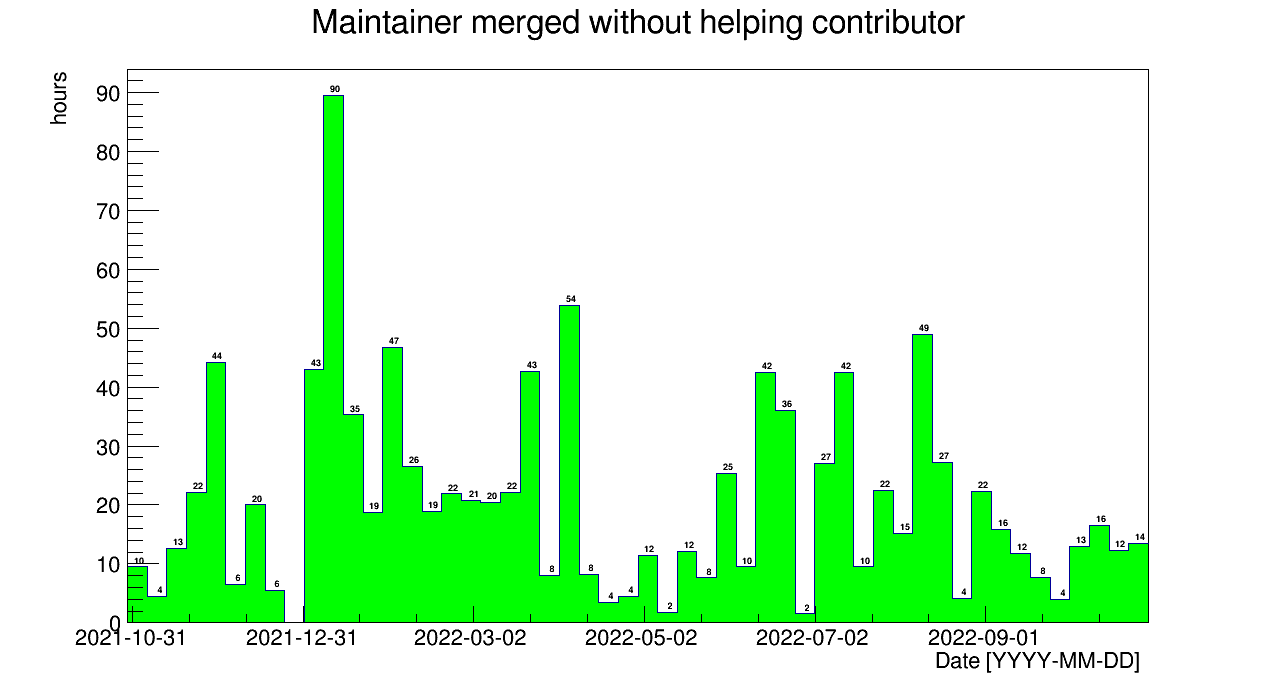 Maintainer merged without helping contributor
hours
90
80
70
60
50
40
30
20
10
0
10 4 13 22 44 6 20 6 43 90 35 19 47 26 19 22 21 20 22 43 8 54 8 4 4 12 2 12 8 25 10 42 36 2 27 42 10 22 15 49 27 4 22 16 12 8 4 13 16 12 14
2021-10-31 2021-12-31 2022-03-02 2022-05-02 2022-07-02 2022-09-01
Date [YYYY-MM-DD]